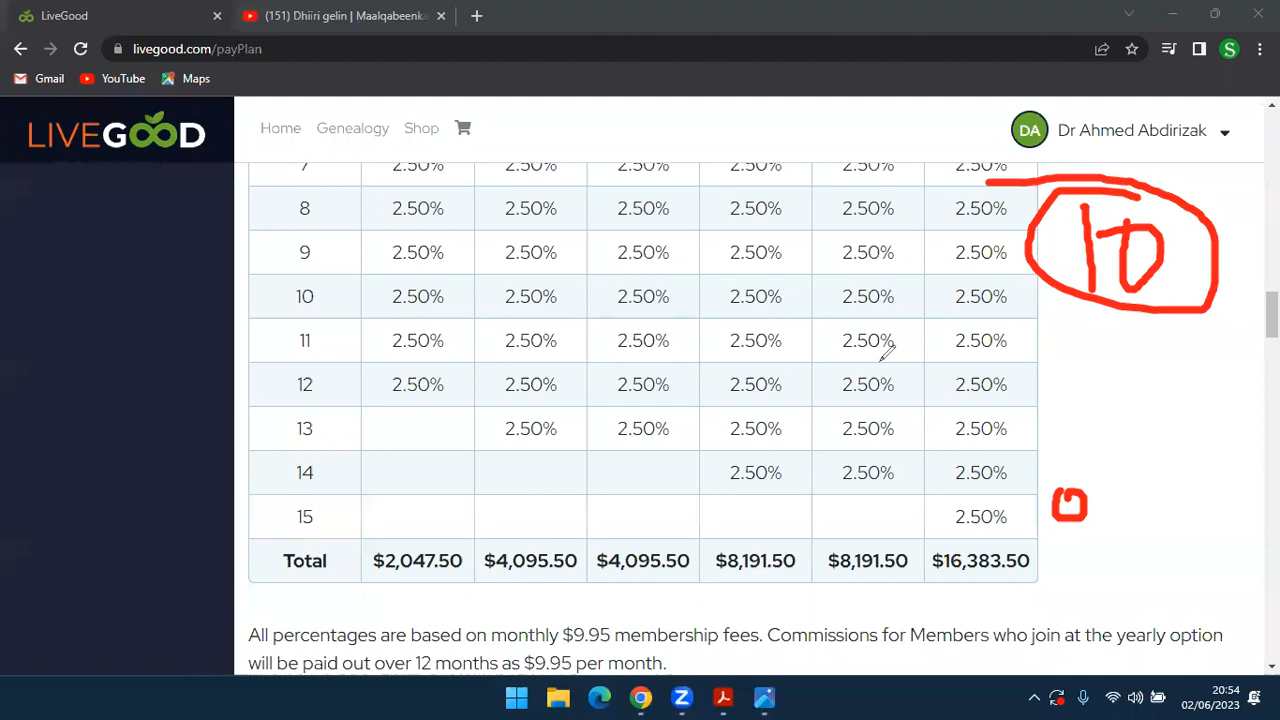 LiveGood
(151) Dhiiri gelin | Maalqabeenka
livegood.com/payPlan
S
Gmail YouTube Maps
LIVEGOOD
Home Genealogy Shop
DA Dr Ahmed Abdirizak
7 2.50% 2.50% 2.50% 2.50% 2.50% 2.50%
8 2.50% 2.50% 2.50% 2.50% 2.50% 2.50%
10
9 2.50% 2.50% 2.50% 2.50% 2.50% 2.50%
10 2.50% 2.50% 2.50% 2.50% 2.50% 2.50%
11 2.50% 2.50% 2.50% 2.50% 2.50% 2.50%
12 2.50% 2.50% 2.50% 2.50% 2.50% 2.50%
13 2.50% 2.50% 2.50% 2.50% 2.50%
14 2.50% 2.50% 2.50%
15 2.50%
Total $2,047.50 $4,095.50 $4,095.50 $8,191.50 $8,191.50 $16,383.50
All percentages are based on monthly $9.95 membership fees. Commissions for Members who join at the yearly option
will be paid out over 12 months as $9.95 per month.
20:54
02/06/2023